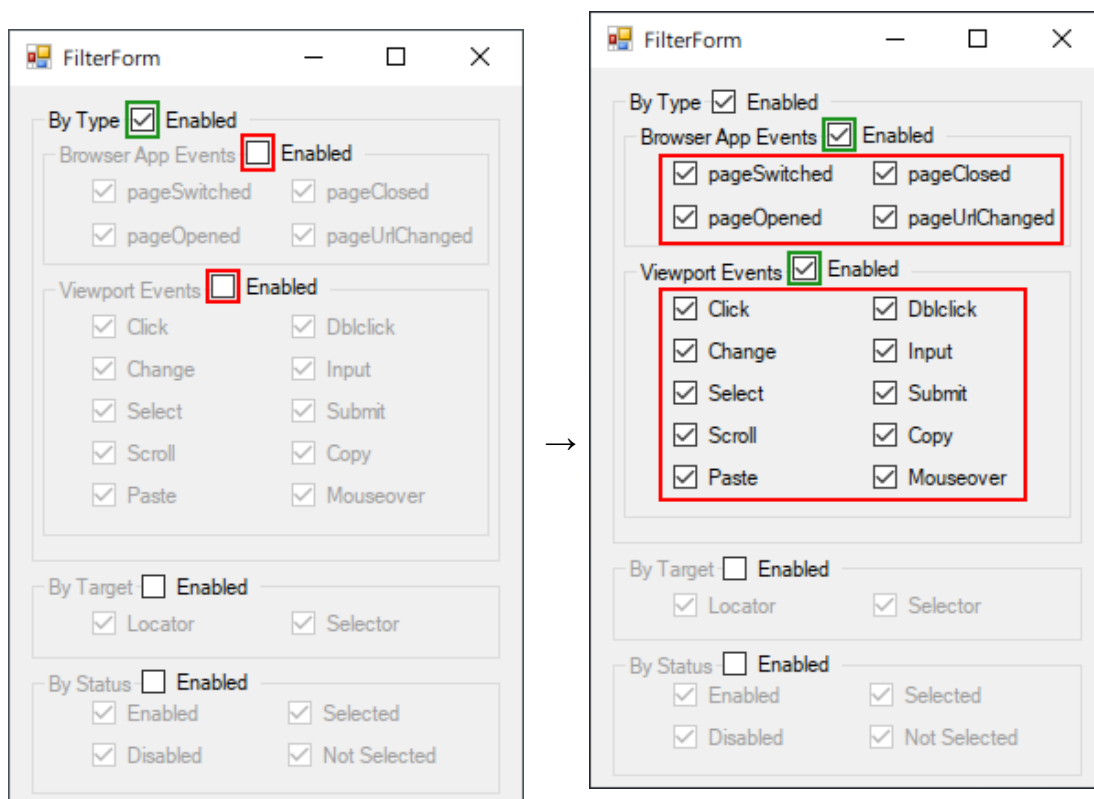 FilterForm
By Type Enabled
Browser App Events Enabled
pageSwitched pageClosed
pageOpened pageUrlChanged
Viewport Events Enabled
Click Dblclick
Change Input
Select Submit
Scroll Copy
Paste Mouseover
By Target Enabled
Locator Selector
By Status Enabled
Enabled Selected
Disabled Not Selected
→
FilterForm
By Type Enabled
Browser App Events Enabled
pageSwitched pageClosed
pageOpened pageUrlChanged
Viewport Events Enabled
Click Dblclick
Change Input
Select Submit
Scroll Copy
Paste Mouseover
By Target Enabled
Locator Selector
By Status Enabled
Enabled Selected
Disabled Not Selected